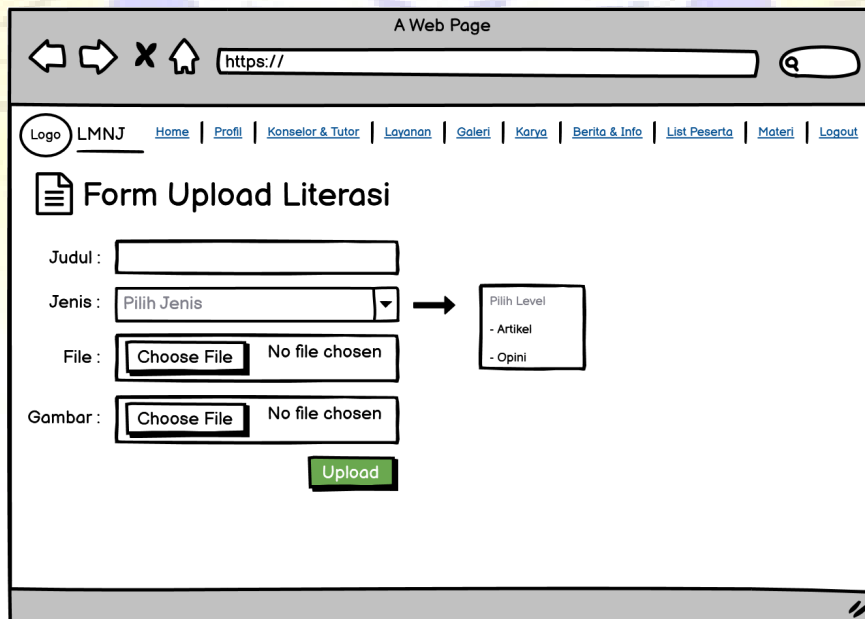 A Web Page
https://
Logo LMNJ Home Profil Konselor & Tutor Layanan Galeri Karya Berita & Info List Peserta Materi Logout
Form Upload Literasi
Judul :
Jenis : Pilih Jenis
Pilih Level
- Artikel
- Opini
File : Choose File No file chosen
Gambar : Choose File No file chosen
Upload